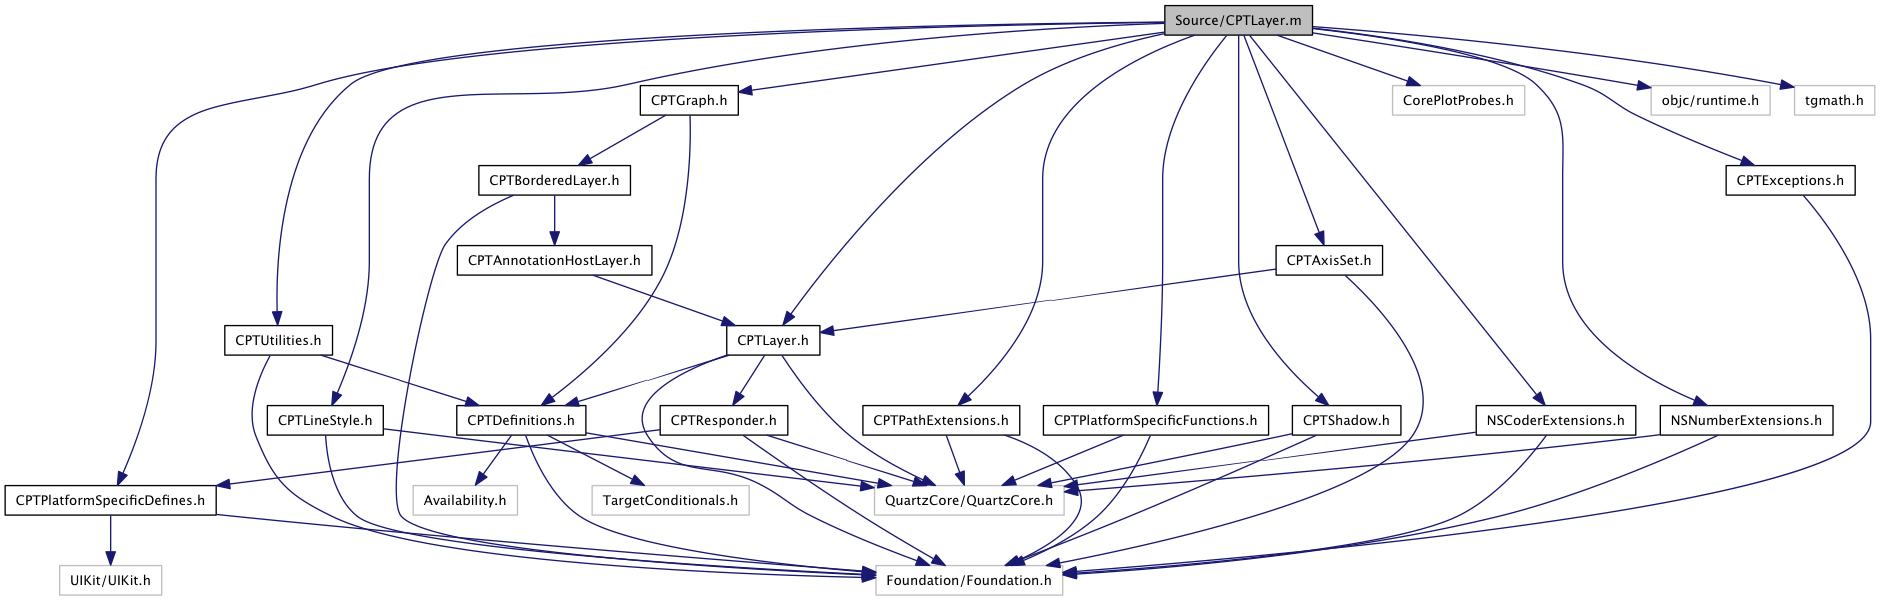 Source/CPTLayer.m
CPTGraph.h
CorePlotProbes.h
objc/runtime.h
tgmath.h
CPTBorderedLayer.h
CPTExceptions.h
CPTAnnotationHostLayer.h
CPTAxisSet.h
CPTUtilities.h
CPTLayer.h
CPTLineStyle.h
CPTDefinitions.h
CPTResponder.h
CPTPathExtensions.h
CPTPlatformSpecificFunctions.h
CPTShadow.h
NSCoderExtensions.h
NSNumberExtensions.h
CPTPlatformSpecificDefines.h
Availability.h
TargetConditionals.h
QuartzCore/QuartzCore.h
UIKit/UIKit.h
Foundation/Foundation.h